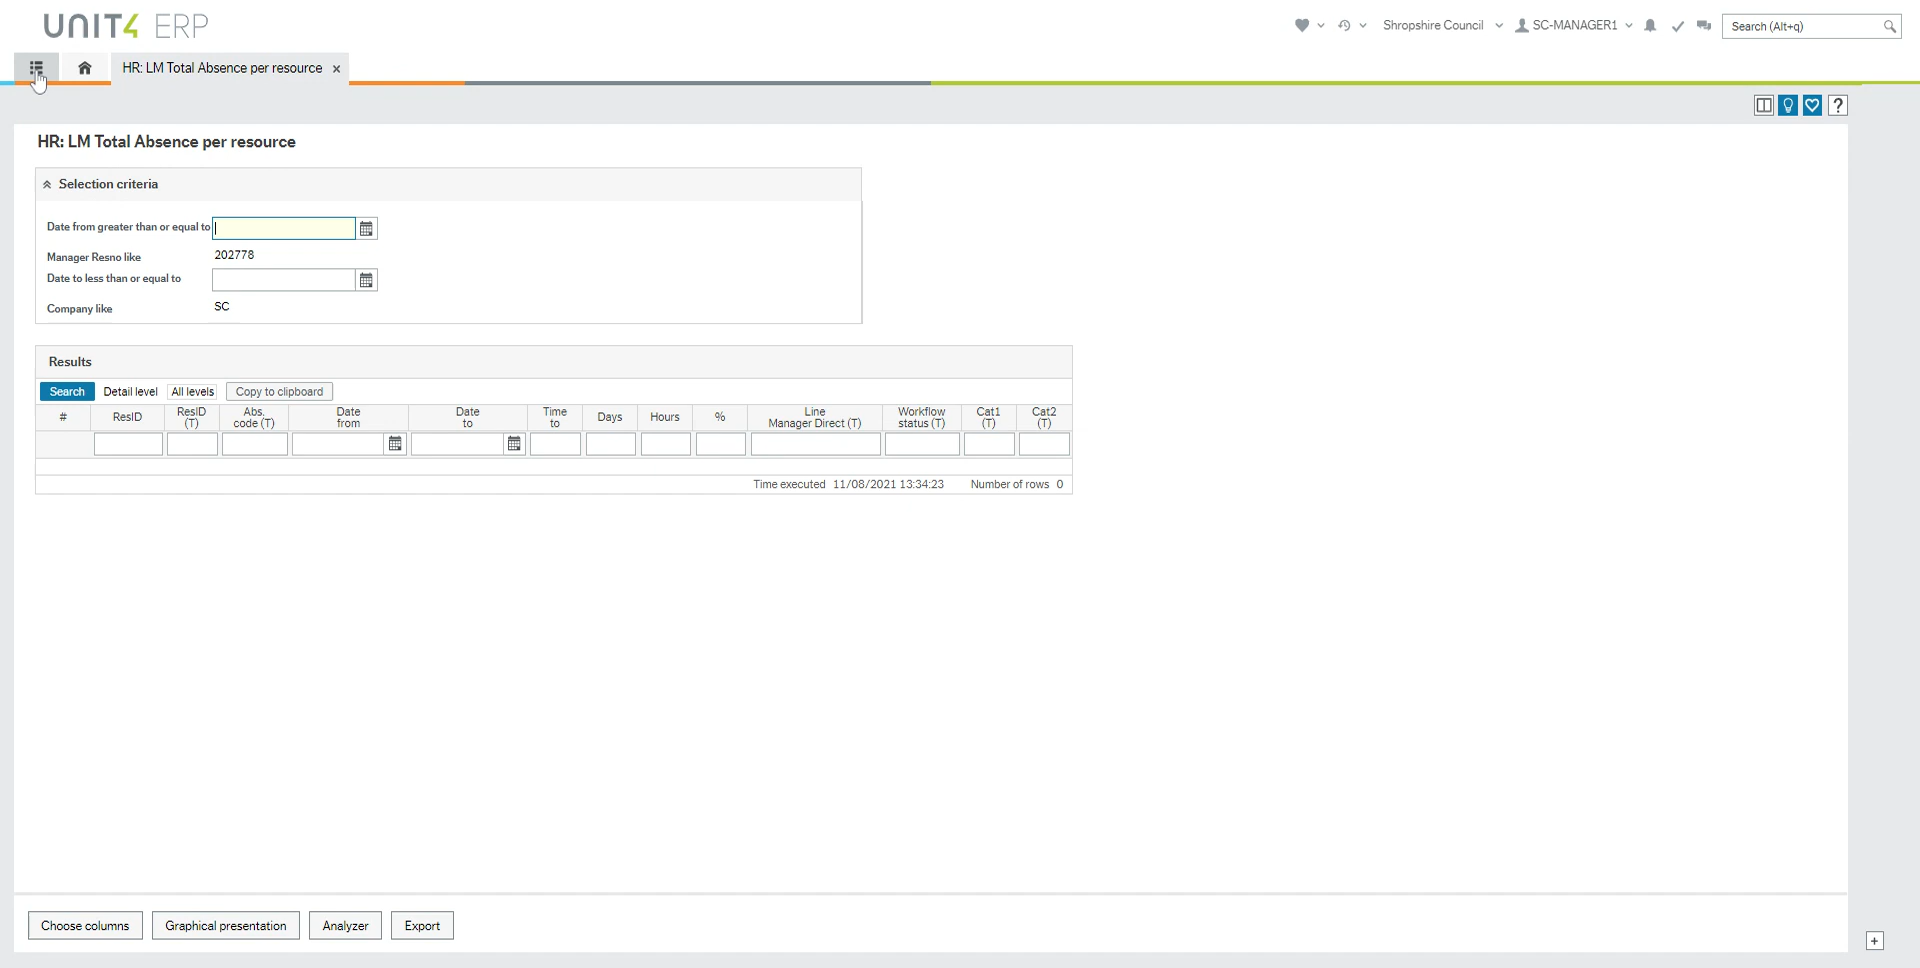 UNIT4 ERP
Shropshire Council
SC-MANAGER1
Search (Alt+q)
HR: LM Total Absence per resource x
?
HR: LM Total Absence per resource
Selection criteria
Date from greater than or equal to
Manager Resno like 202778
Date to less than or equal to
Company like SC
Results
Search Detail level All levels Copy to clipboard
# ResID ResID (T) Abs. code (T) Date from Date to Time to Days Hours % Line Manager Direct (T) Workflow status (T) Cat1 (T) Cat2 (T)
Time executed 11/08/2021 13:34:23 Number of rows 0
Choose columns Graphical presentation Analyzer Export
+